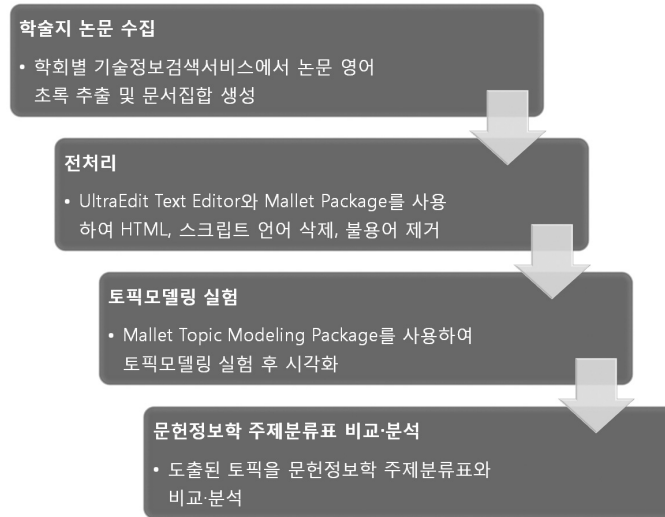 학술지 논문 수집
• 학회별 기술정보검색서비스에서 논문 영어
초록 추출 및 문서집합 생성
전처리
• UltraEdit Text Editor와 Mallet Package를 사용
하여 HTML, 스크립트 언어 삭제, 불용어 제거
토픽모델링 실험
• Mallet Topic Modeling Package를 사용하여
토픽모델링 실험 후 시각화
문헌정보학 주제분류표 비교·분석
• 도출된 토픽을 문헌정보학 주제분류표와
비교·분석